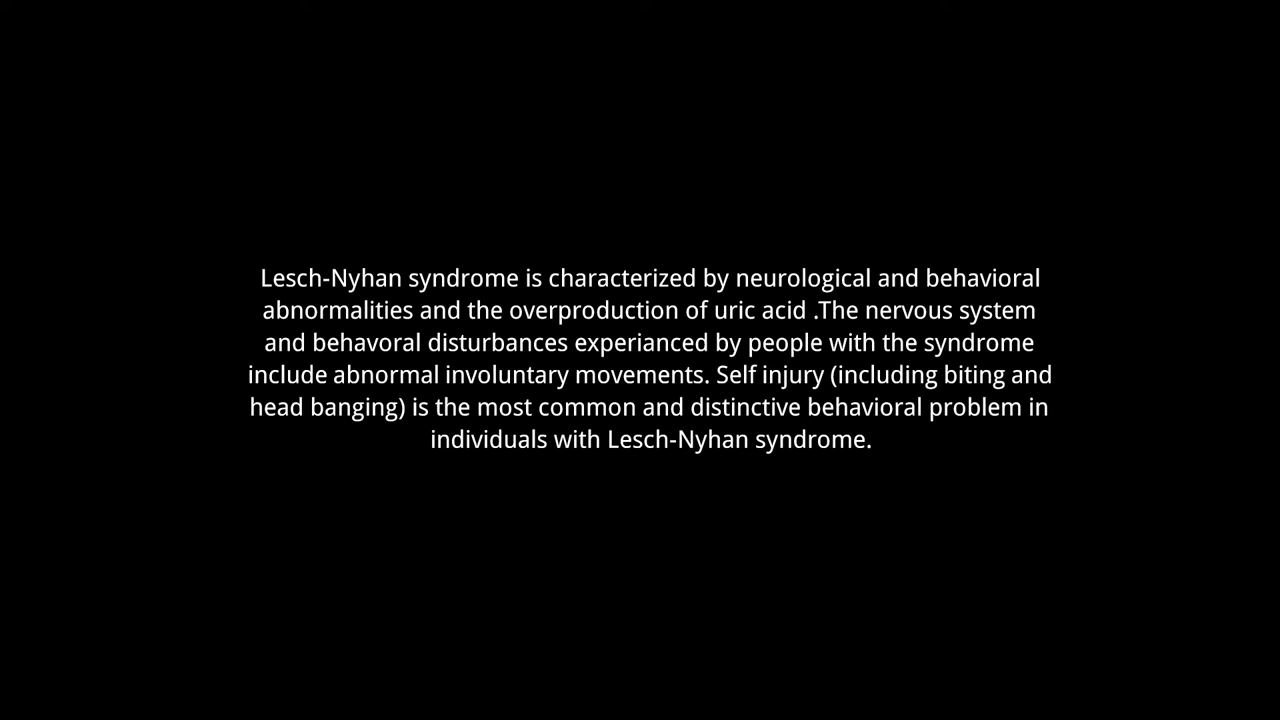 Lesch-Nyhan syndrome is characterized by neurological and behavioral
abnormalities and the overproduction of uric acid .The nervous system
and behavoral disturbances experianced by people with the syndrome
include abnormal involuntary movements. Self injury (including biting and
head banging) is the most common and distinctive behavioral problem in
individuals with Lesch-Nyhan syndrome.